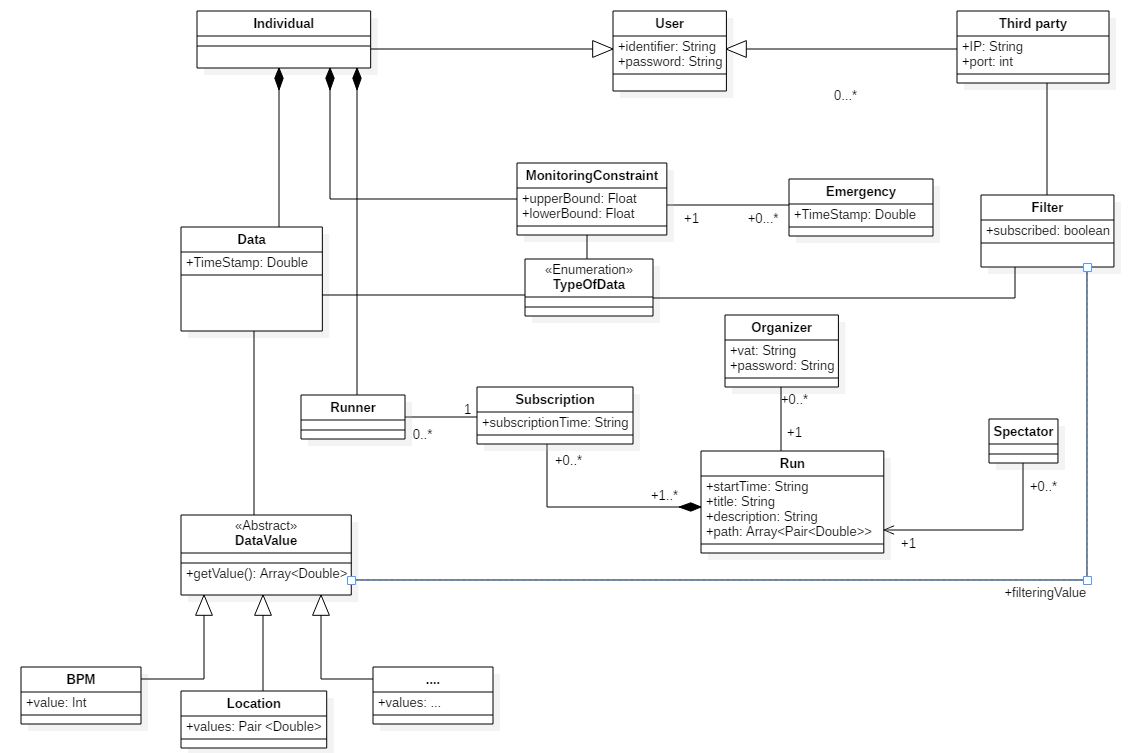 Individual
User
+identifier: String
+password: String
Third party
+IP: String
+port: int
0...*
MonitoringConstraint
+upperBound: Float
+lowerBound: Float
+1
+0...*
Emergency
+TimeStamp: Double
Filter
+subscribed: boolean
Data
+TimeStamp: Double
«Enumeration»
TypeOfData
Organizer
+vat: String
+password: String
+0..*
+1
Runner
0..*
1
Subscription
+subscriptionTime: String
+0..*
+1..*
Run
+startTime: String
+title: String
+description: String
+path: Array<Pair<Double>>
Spectator
+0..*
+1
«Abstract»
DataValue
+getValue(): Array<Double>
+filteringValue
BPM
+value: Int
Location
+values: Pair <Double>
....
+values: ...